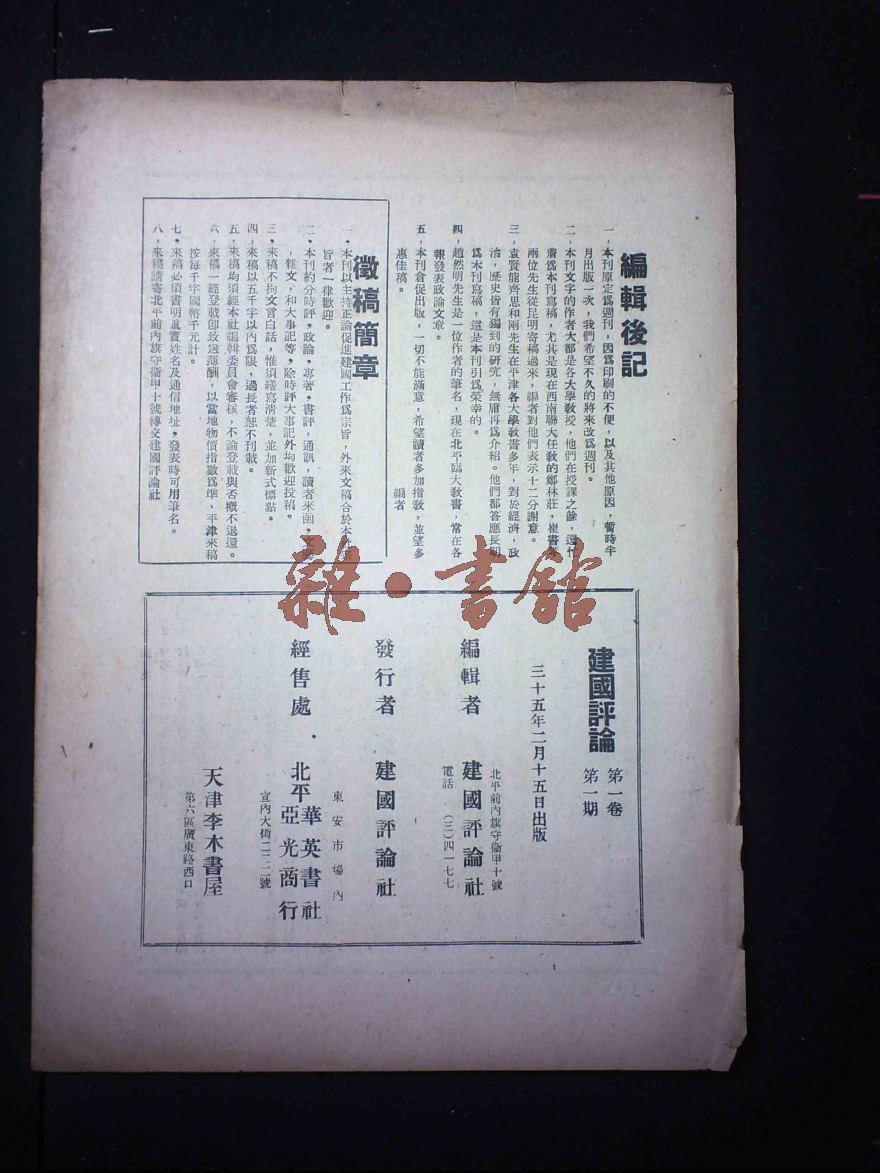 編輯後記
一，本刊原定爲週刊，因爲印刷的不便，以及其他原因，暫時半
月出版一次，我們希望不久的將來改爲週刊。
二，本刊文字的作者大都是各大學教授，他們在授課之餘，還代
爲本刊寫稿，尤其是現在西南聯大任教的鄭林莊，崔書
兩位先生從昆明寄稿過來，編者對他們表示十二分謝意。
三，袁賢能齊思和兩先生在平津各大學教書多年，對於經濟，政
治，歷史皆有獨到的研究，無庸再爲介紹。他們都答應長期
爲本刊寫稿，這是本刊引爲榮幸的。
四，趙然明先生是一位作者的筆名，現在北平臨大教書，常在各
報發表政論文章。
五，本刊倉促出版，一切不能滿意，希望讀者多加指教，並望多
惠佳稿。
編者
徵稿簡章
一，本刊以主持正論促進建國工作爲宗旨，外來文稿合於本
旨者一律歡迎。
二，本刊約分時評，政論，專著，書評，通訊，讀者來函，文
，雜文，和大事記等，除時評大事記外均歡迎投稿。
三，來稿不拘文言白話，惟須繕寫清楚，並加新式標點。
四，來稿以五千字以內爲限，過長者恕不刊載。
五，來稿均須經本社編輯委員會審核，不論登載與否概不退還。
六，來稿一經登載即致送薄酬，以當地物價指數爲準，平津來稿
按每千字國幣千元計。
七，來稿必須書明眞實姓名及通信地址，發表時可用筆名。
八，來稿請寄北平前內旗守衞甲十號轉交建國評論社
雜·書館
建國評論
第一卷
第一期
三十五年二月十五日出版
編輯者 建國評論社
北平前內旗守衞甲十號
電話 (三)四一七七
發行者 建國評論社
經售處
東安市場內
北平華英書社
亞光商行
宣內大街二二二號
天津李木書屋
第六區廣東路西口